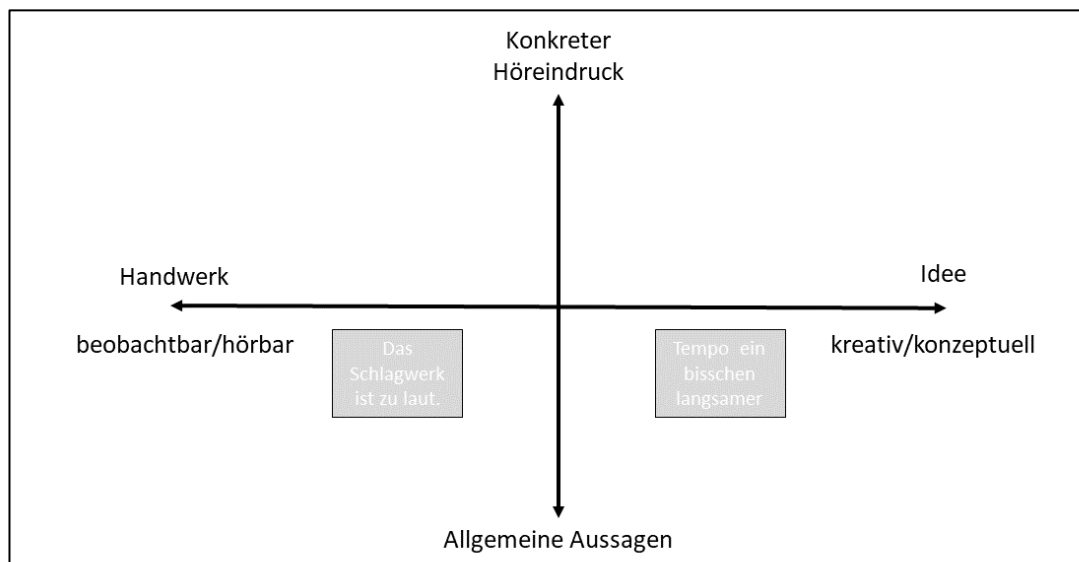 Konkreter
Höreindruck
Handwerk
Idee
beobachtbar/hörbar
kreativ/konzeptuell
Das
Schlagwerk
ist zu laut.
Tempo ein
bisschen
langsamer
Allgemeine Aussagen